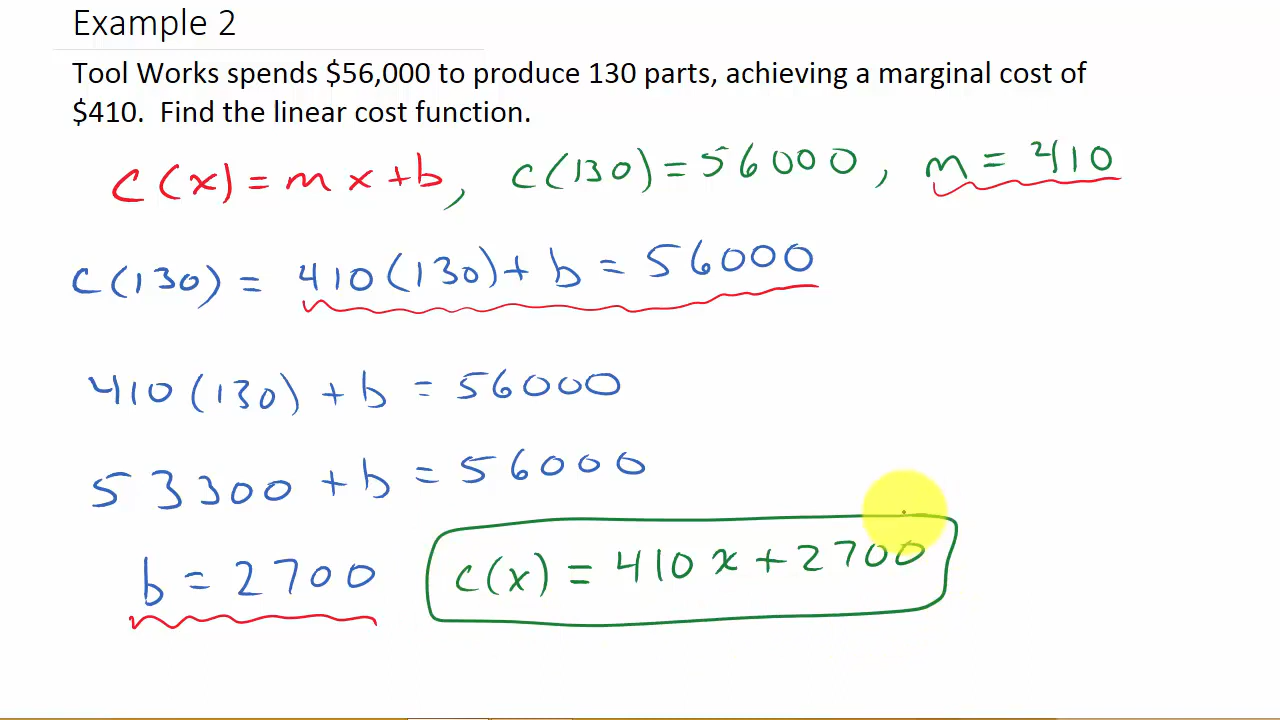 Example 2
Tool Works spends $56,000 to produce 130 parts, achieving a marginal cost of
$410.  Find the linear cost function.
C(x) = mx+b, C(130) = 56000, m = 410
C(130) = 410(130)+ b = 56000
410(130) + b = 56000
53300 + b = 56000
b = 2700
C(x) = 410x + 2700